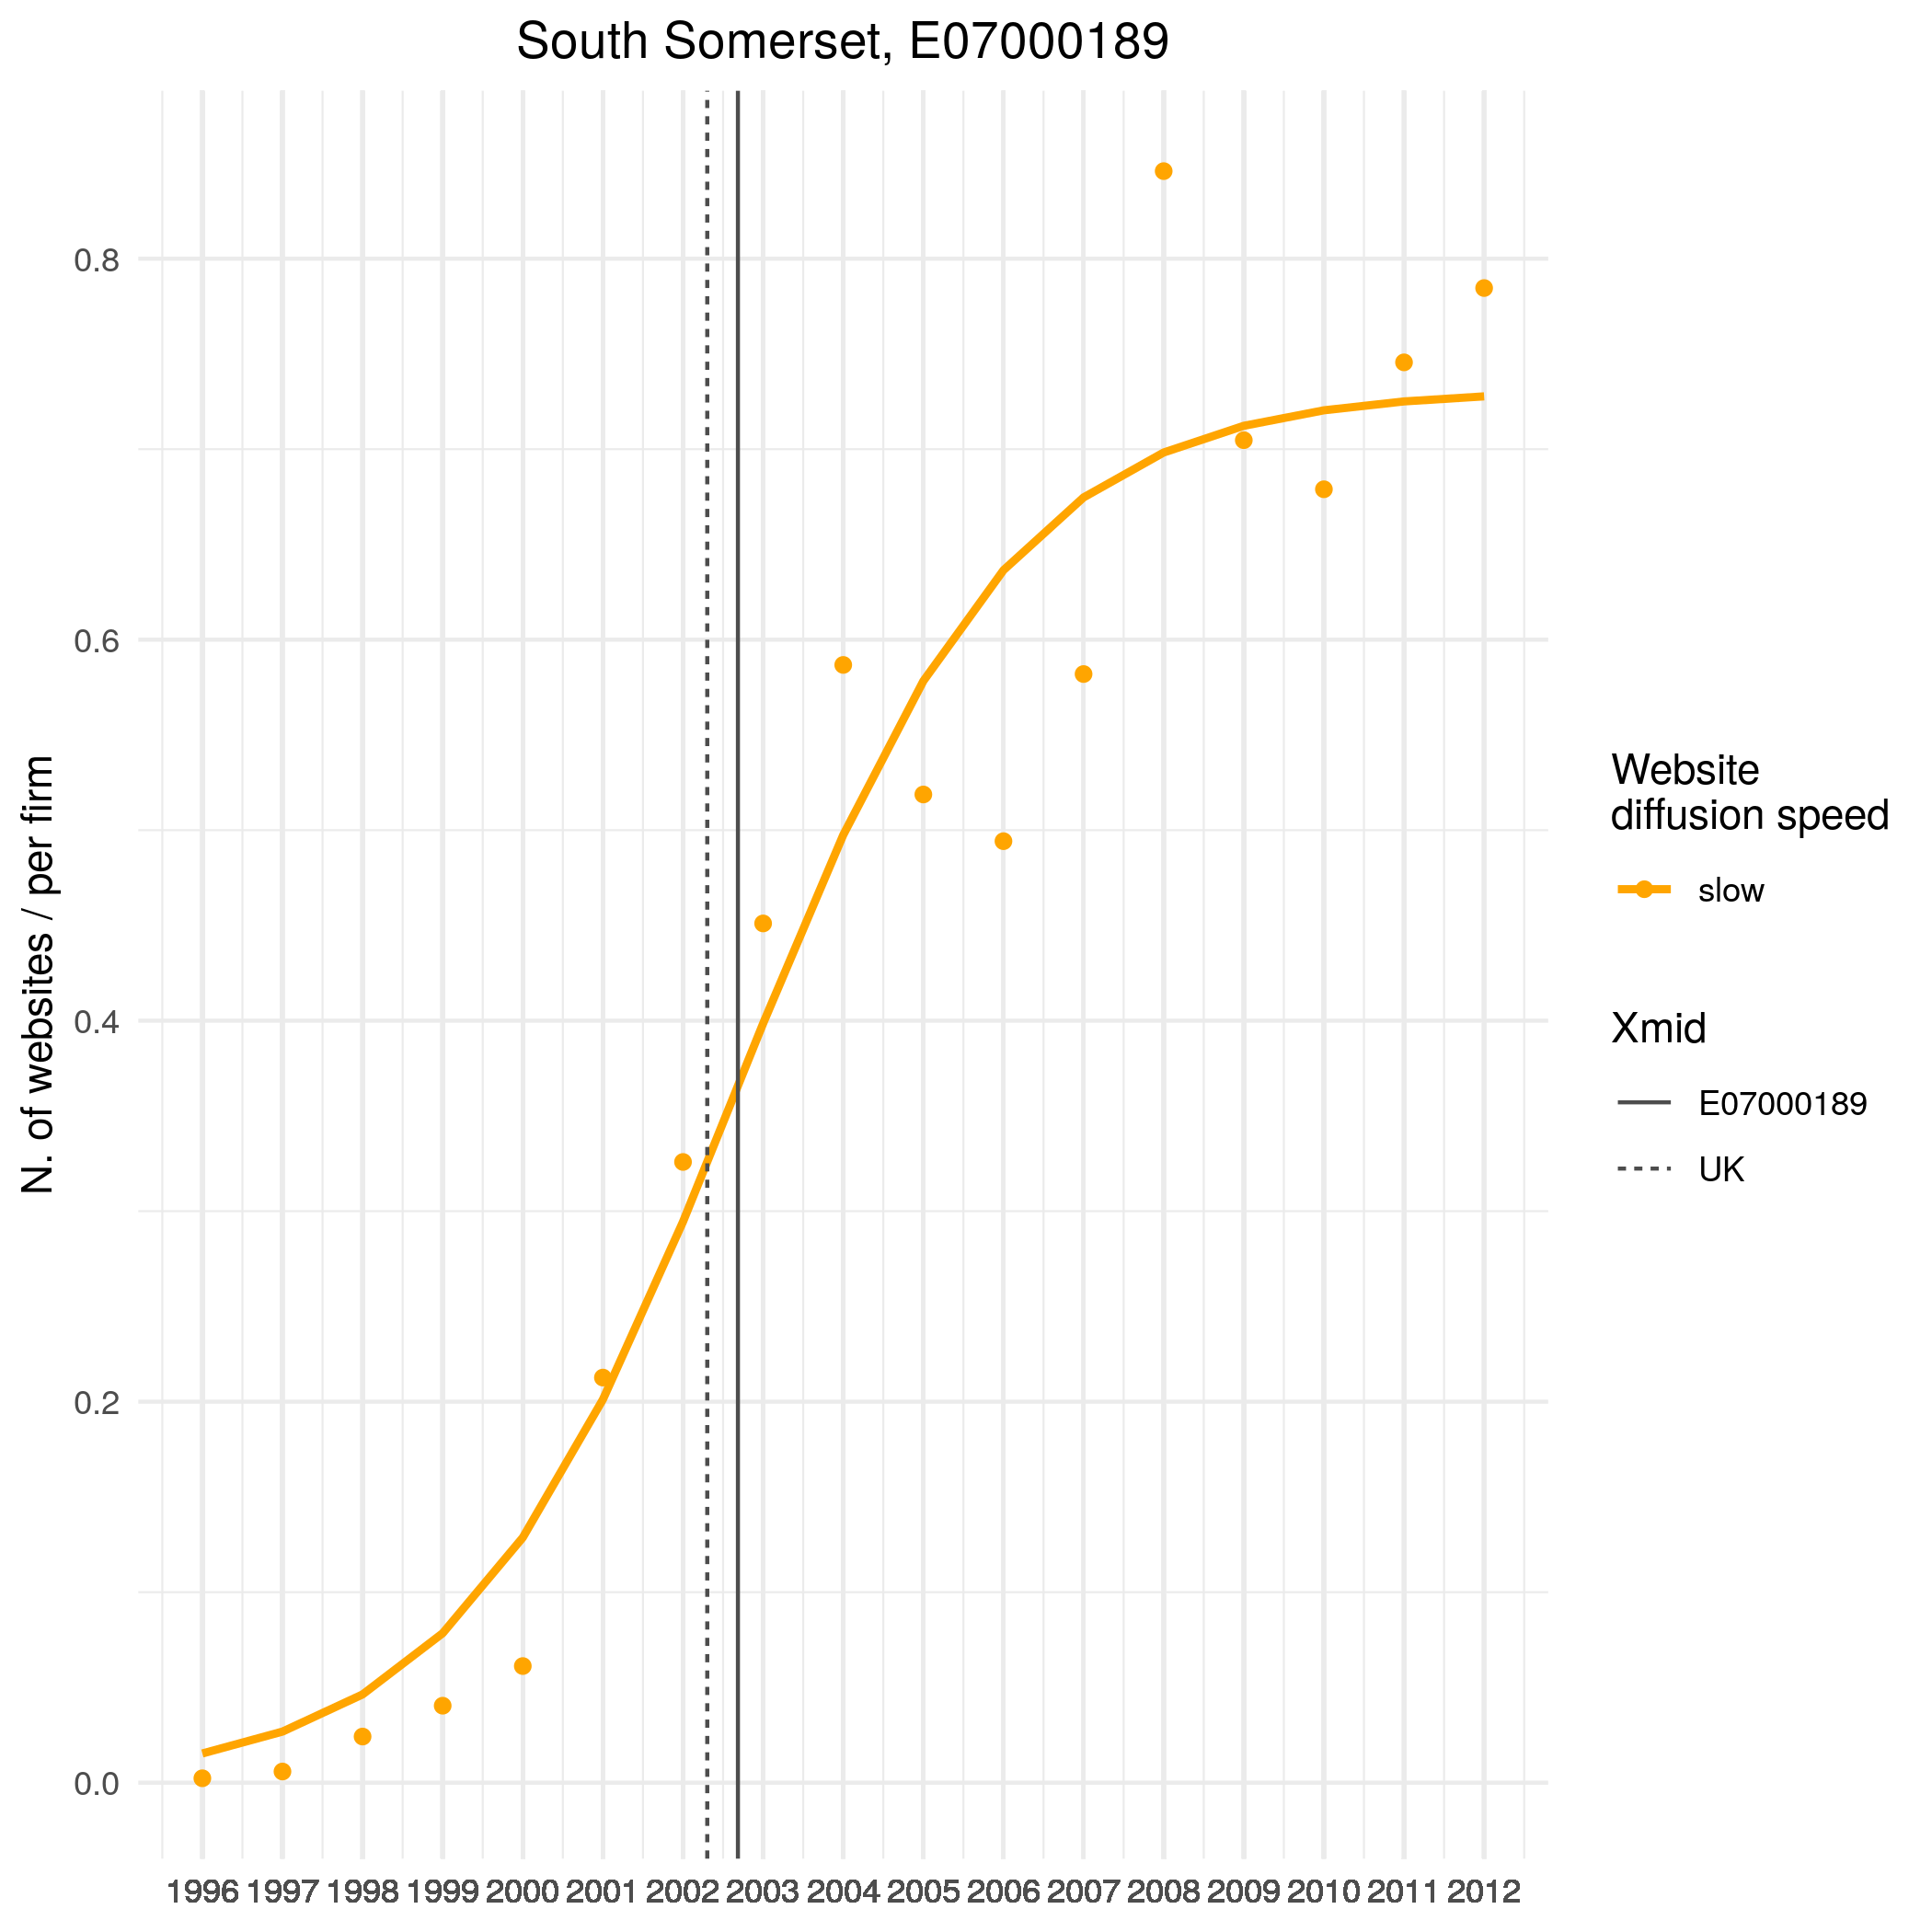 South Somerset, E07000189
N. of websites / per firm
0.8
0.6
0.4
0.2
0.0
1996 1997 1998 1999 2000 2001 2002 2003 2004 2005 2006 2007 2008 2009 2010 2011 2012
Website
diffusion speed
slow
Xmid
E07000189
UK